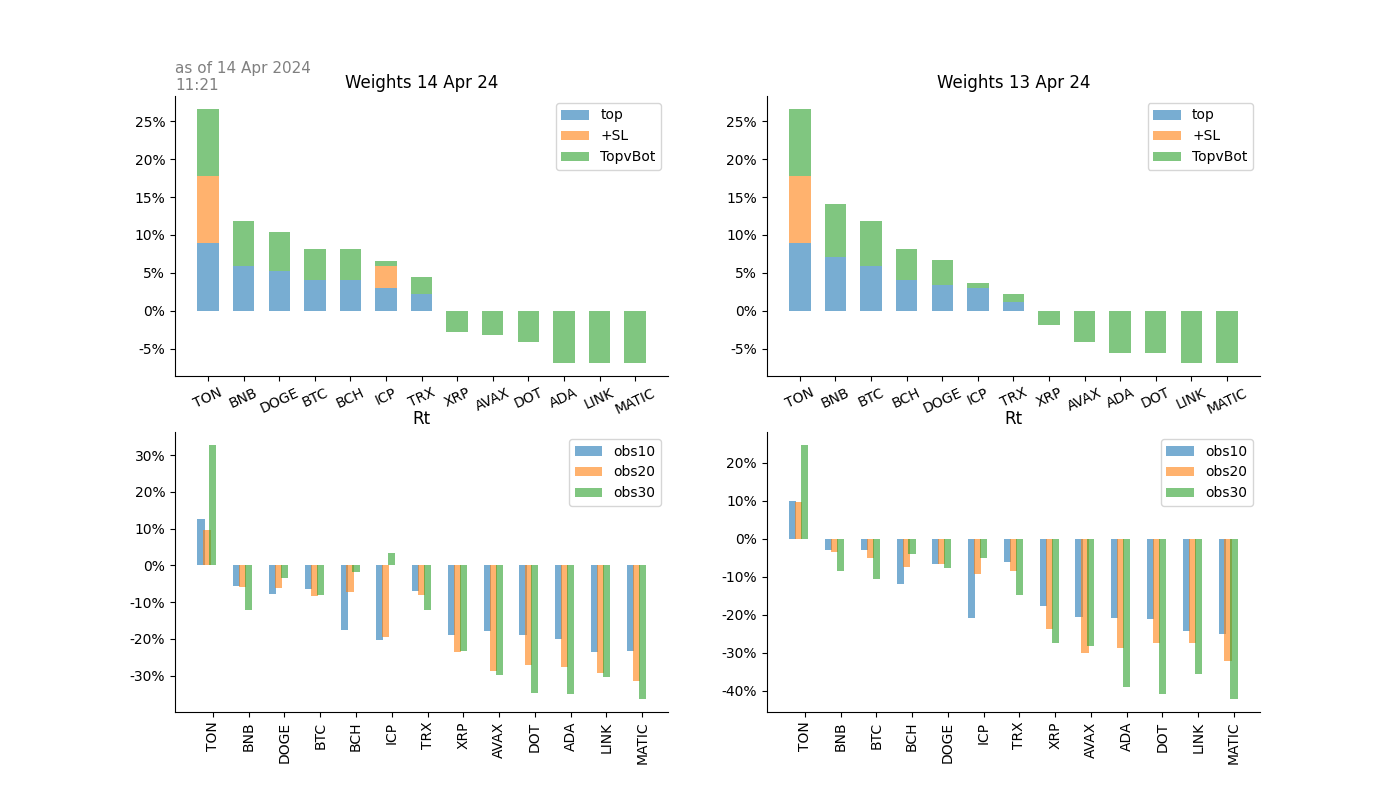 as of 14 Apr 2024
11:21
Weights 14 Apr 24
25%
20%
15%
10%
5%
0%
-5%
top
+SL
TopvBot
TON BNB DOGE BTC BCH ICP TRX XRP AVAX DOT ADA LINK MATIC
Weights 13 Apr 24
25%
20%
15%
10%
5%
0%
-5%
top
+SL
TopvBot
TON BNB BTC BCH DOGE ICP TRX XRP AVAX ADA DOT LINK MATIC
Rt
30%
20%
10%
0%
-10%
-20%
-30%
obs10
obs20
obs30
TON BNB DOGE BTC BCH ICP TRX XRP AVAX DOT ADA LINK MATIC
Rt
20%
10%
0%
-10%
-20%
-30%
-40%
obs10
obs20
obs30
TON BNB BTC BCH DOGE ICP TRX XRP AVAX ADA DOT LINK MATIC